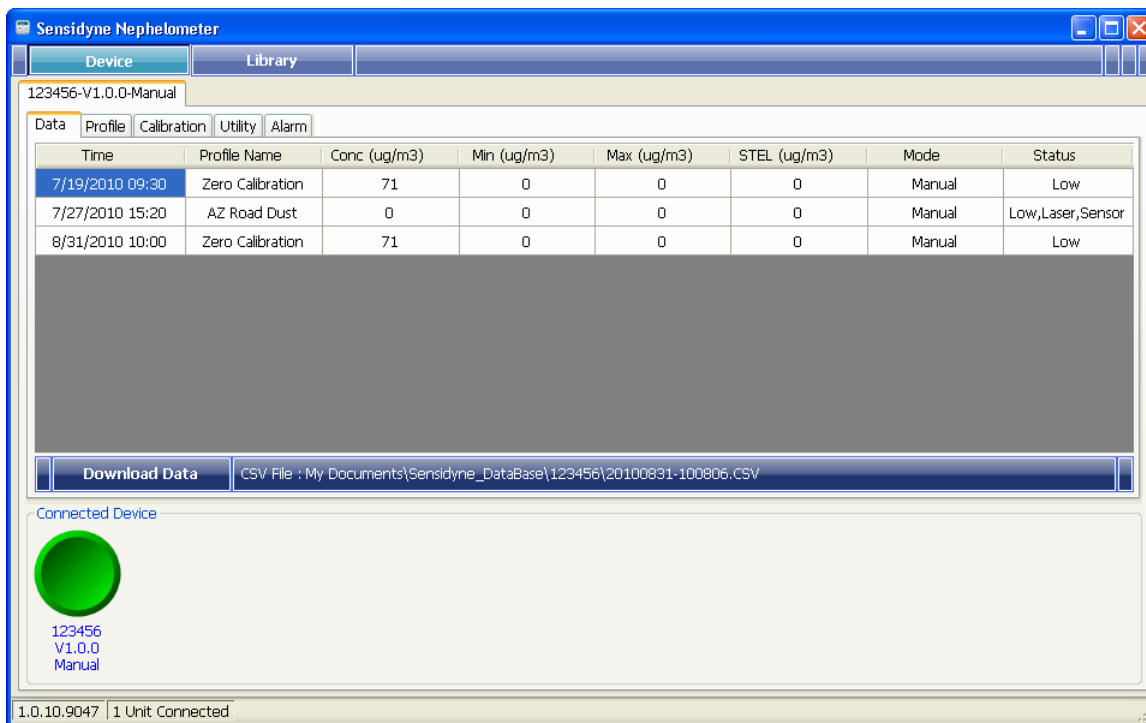 Sensidyne Nephelometer
Device Library
123456-V1.0.0-Manual
Data Profile Calibration Utility Alarm
Time Profile Name Conc (ug/m3) Min (ug/m3) Max (ug/m3) STEL (ug/m3) Mode Status
7/19/2010 09:30 Zero Calibration 71 0 0 0 Manual Low
7/27/2010 15:20 AZ Road Dust 0 0 0 0 Manual Low,Laser,Sensor
8/31/2010 10:00 Zero Calibration 71 0 0 0 Manual Low
Download Data CSV File : My Documents\Sensidyne_DataBase\123456\20100831-100806.CSV
Connected Device
123456
V1.0.0
Manual
1.0.10.9047 1 Unit Connected